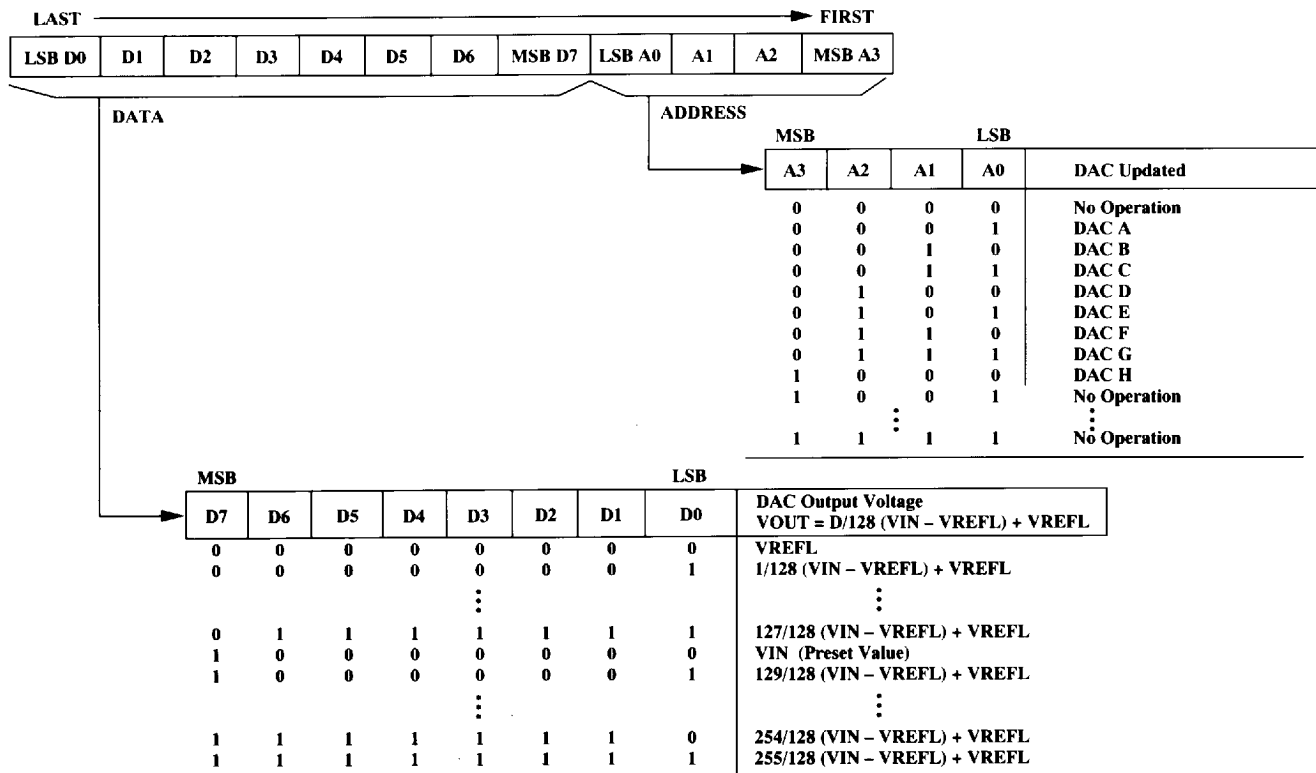 LAST FIRST
LSB D0 D1 D2 D3 D4 D5 D6 MSB D7 LSB A0 A1 A2 MSB A3
DATA ADDRESS
MSB LSB
A3 A2 A1 A0 DAC Updated
0 0 0 0 No Operation
0 0 0 1 DAC A
0 0 1 0 DAC B
0 0 1 1 DAC C
0 1 0 0 DAC D
0 1 0 1 DAC E
0 1 1 0 DAC F
0 1 1 1 DAC G
1 0 0 0 DAC H
1 0 0 1 No Operation
1 1 1 1 No Operation
MSB LSB
D7 D6 D5 D4 D3 D2 D1 D0 DAC Output Voltage
VOUT = D/128 (VIN – VREFL) + VREFL
0 0 0 0 0 0 0 0 VREFL
0 0 0 0 0 0 0 1 1/128 (VIN – VREFL) + VREFL
0 1 1 1 1 1 1 1 127/128 (VIN – VREFL) + VREFL
1 0 0 0 0 0 0 0 VIN (Preset Value)
1 0 0 0 0 0 0 1 129/128 (VIN – VREFL) + VREFL
1 1 1 1 1 1 1 0 254/128 (VIN – VREFL) + VREFL
1 1 1 1 1 1 1 1 255/128 (VIN – VREFL) + VREFL